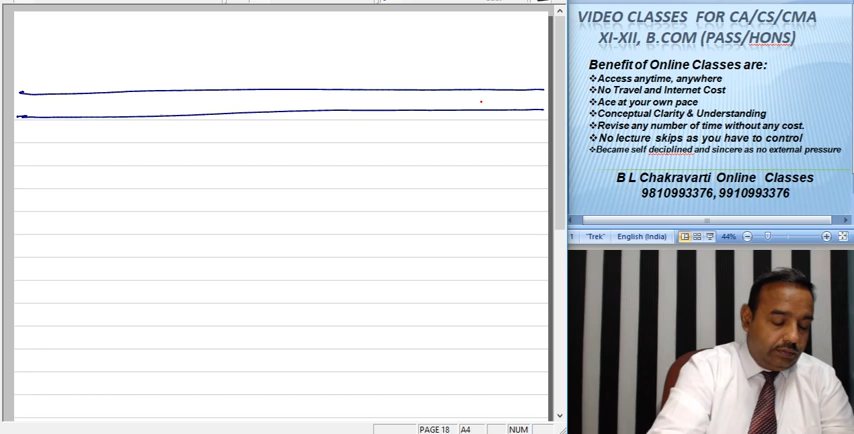 VIDEO CLASSES FOR CA/CS/CMA
XI-XII, B.COM (PASS/HONS)
Benefit of Online Classes are:
❖Access anytime, anywhere
❖No Travel and Internet Cost
❖Ace at your own pace
❖Conceptual Clarity & Understanding
❖Revise any number of time without any cost.
❖No lecture skips as you have to control
❖Became self deciplined and sincere as no external pressure
B L Chakravarti Online Classes
9810993376, 9910993376
1 "Trek" English (India) 44%
PAGE 18 A4 NUM